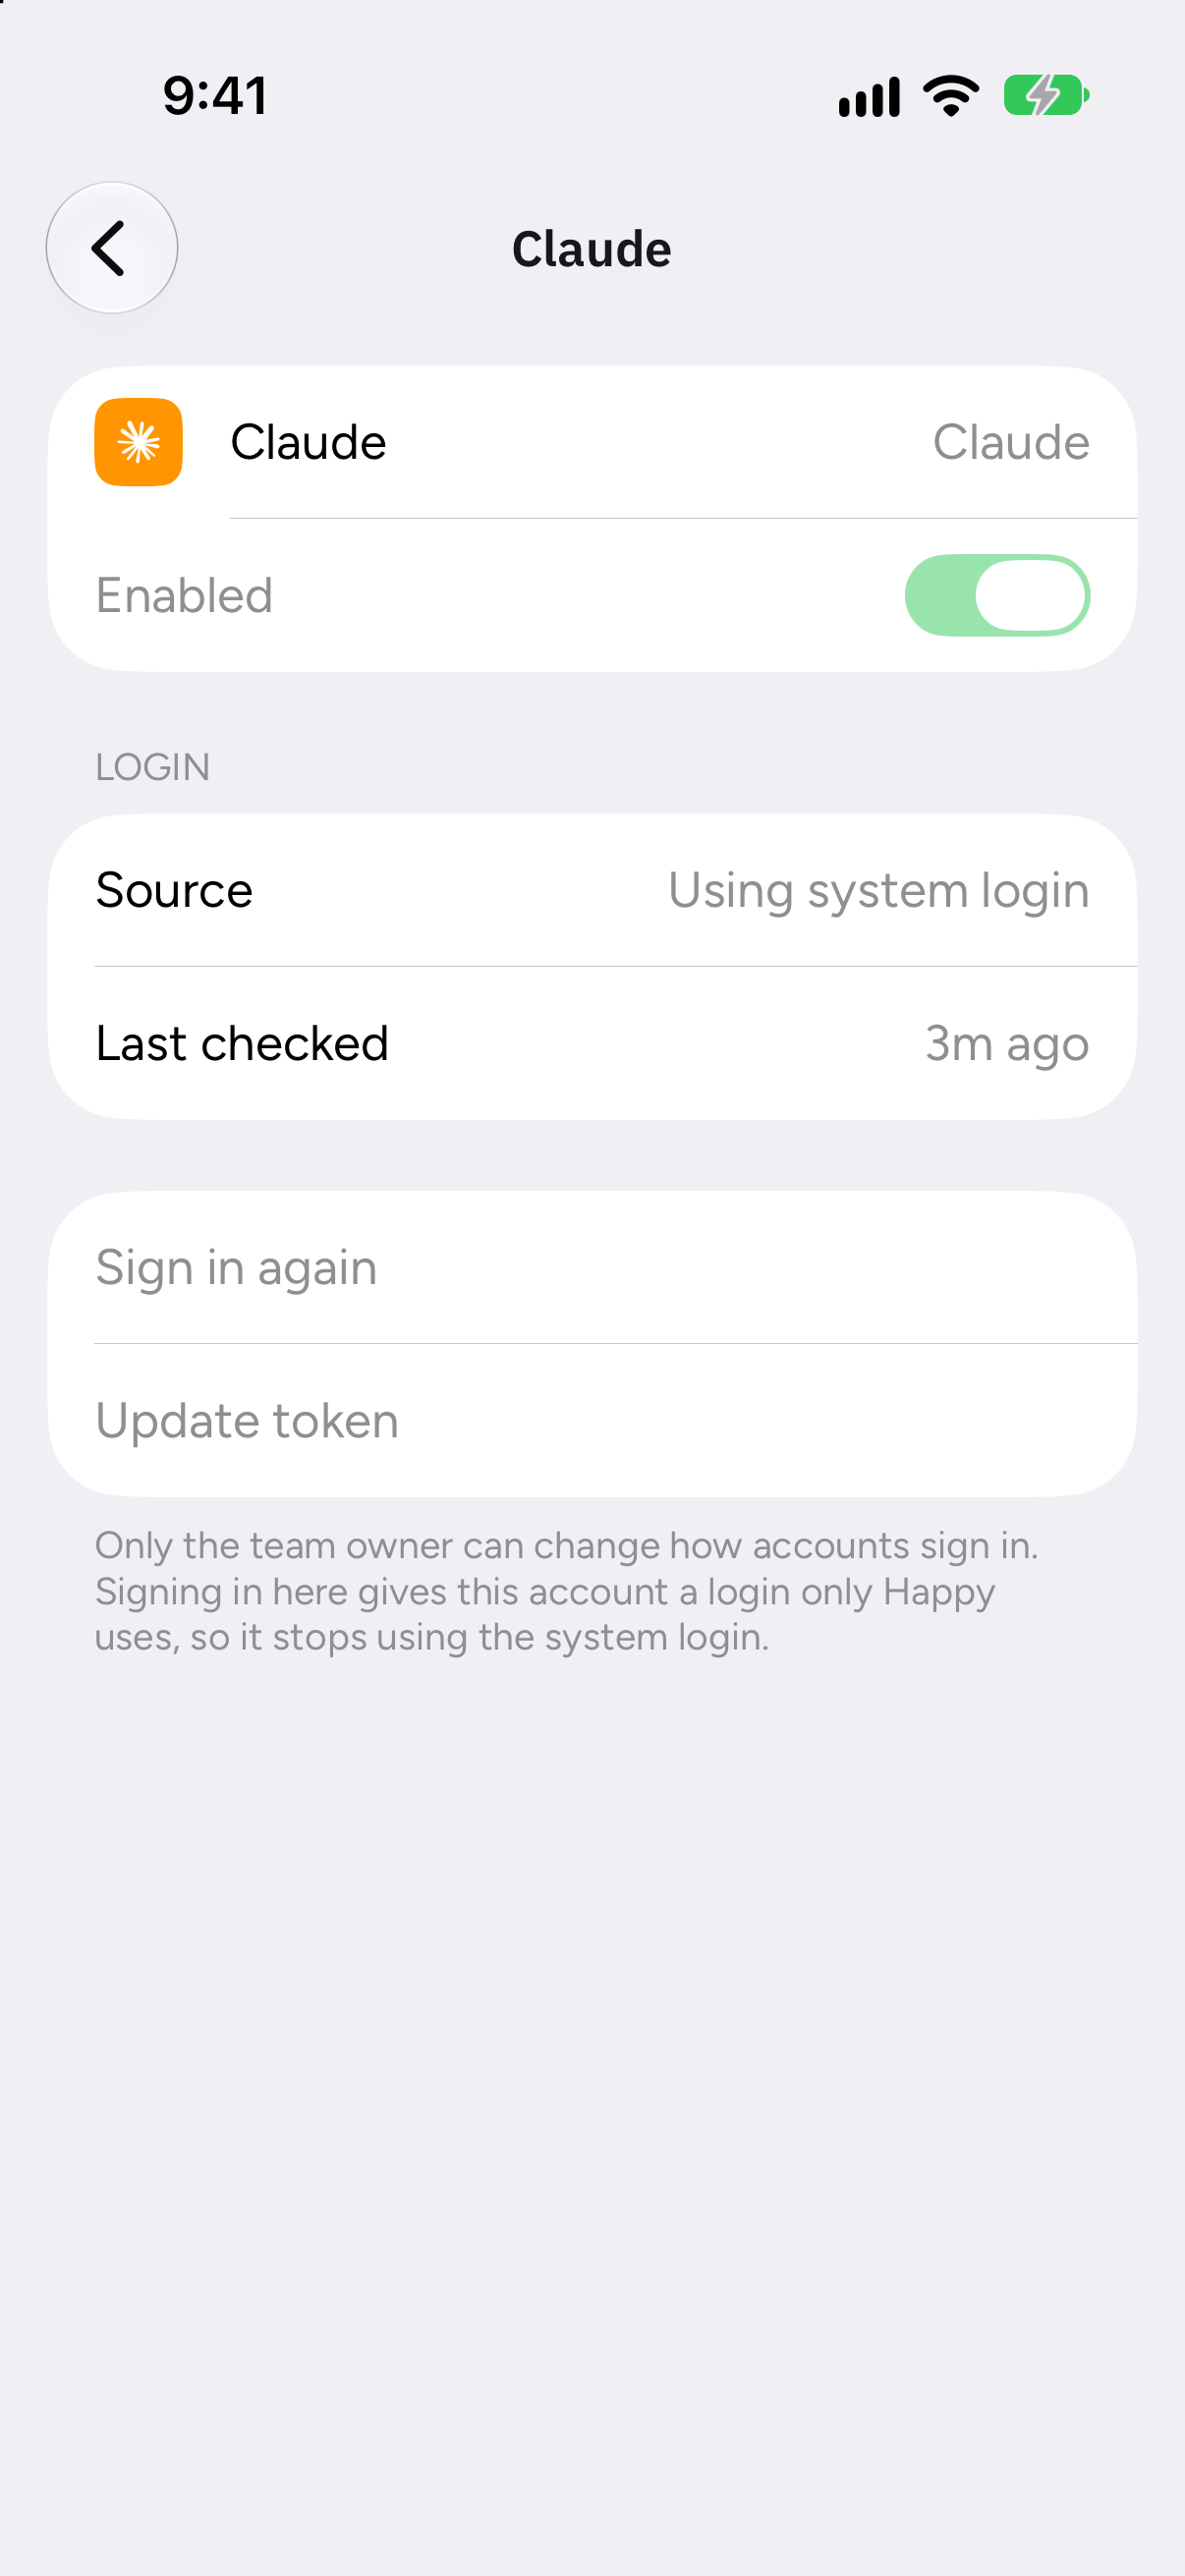 9:41
Claude
Claude Claude
Enabled
LOGIN
Source Using system login
Last checked 3m ago
Sign in again
Update token
Only the team owner can change how accounts sign in.
Signing in here gives this account a login only Happy
uses, so it stops using the system login.